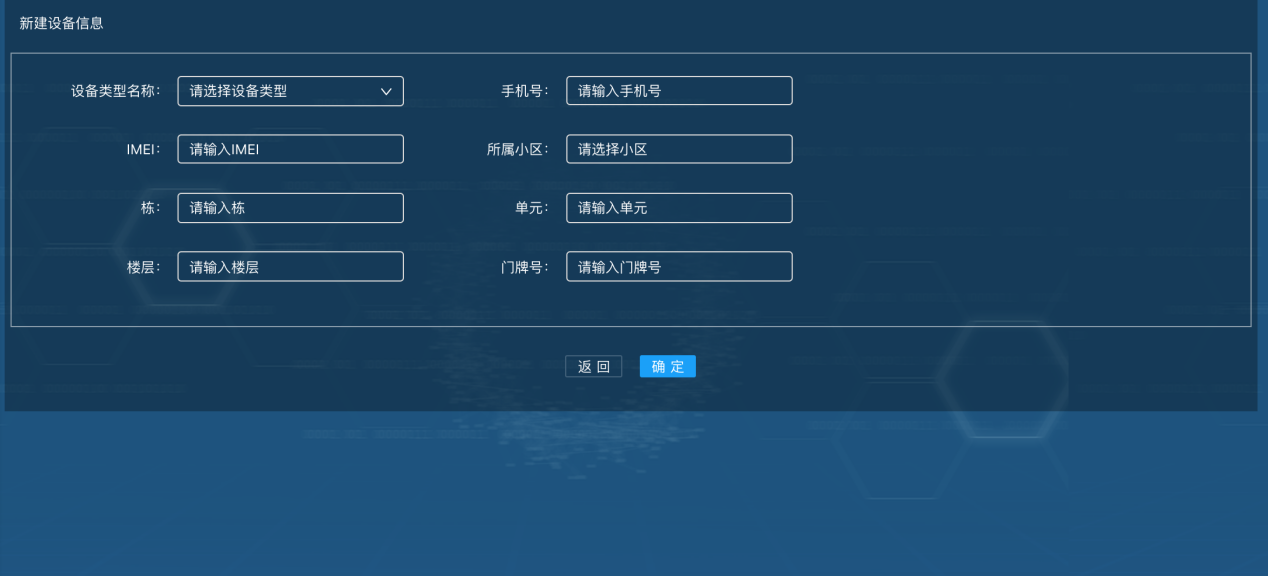 新建设备信息
设备类型名称： 请选择设备类型 手机号： 请输入手机号
IMEI： 请输入IMEI 所属小区： 请选择小区
栋： 请输入栋 单元： 请输入单元
楼层： 请输入楼层 门牌号： 请输入门牌号
返 回 确 定